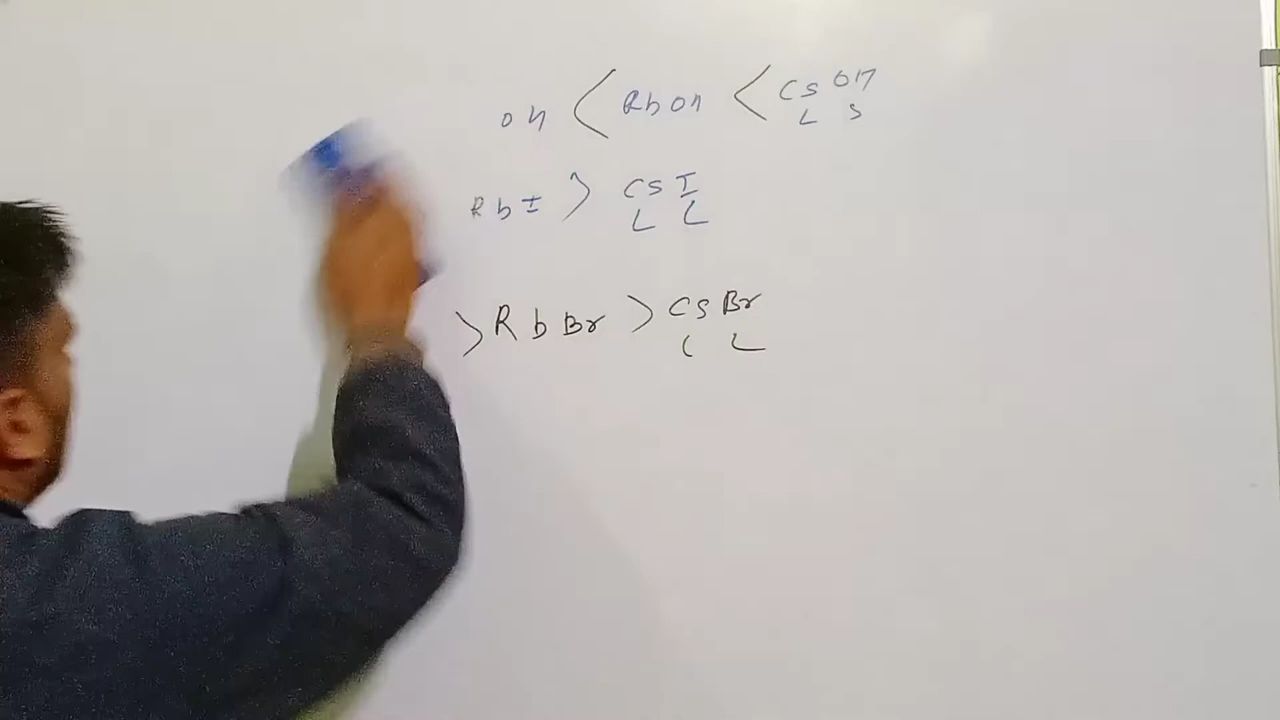 OH < RbOH < CsOH
L S
RbI > CsI
L L
> RbBr > CsBr
L L